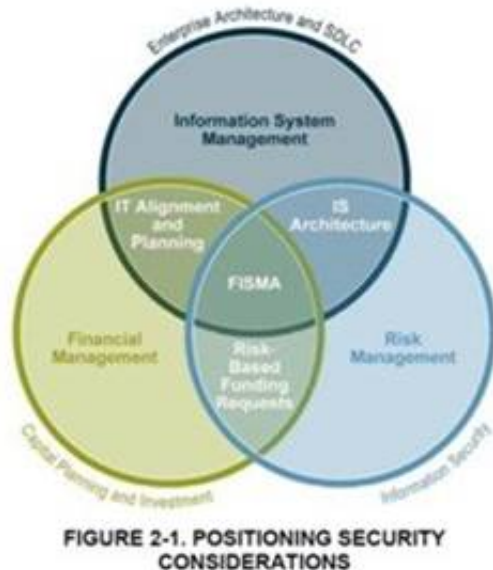 Enterprise Architecture and SDLC
Information System
Management
IT Alignment
and
Planning
IS
Architecture
FISMA
Financial
Management
Risk-
Based
Funding
Requests
Risk
Management
Capital Planning and Investment
Information Security
FIGURE 2-1. POSITIONING SECURITY
CONSIDERATIONS